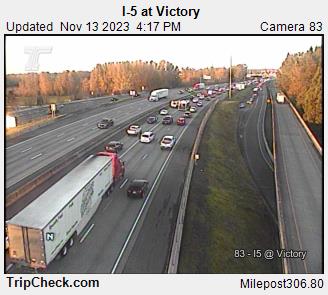 I-5 at Victory
Updated Nov 13 2023 4:17 PM Camera 83
T
N
83 - I5 @ Victory
TripCheck.com Milepost306.80